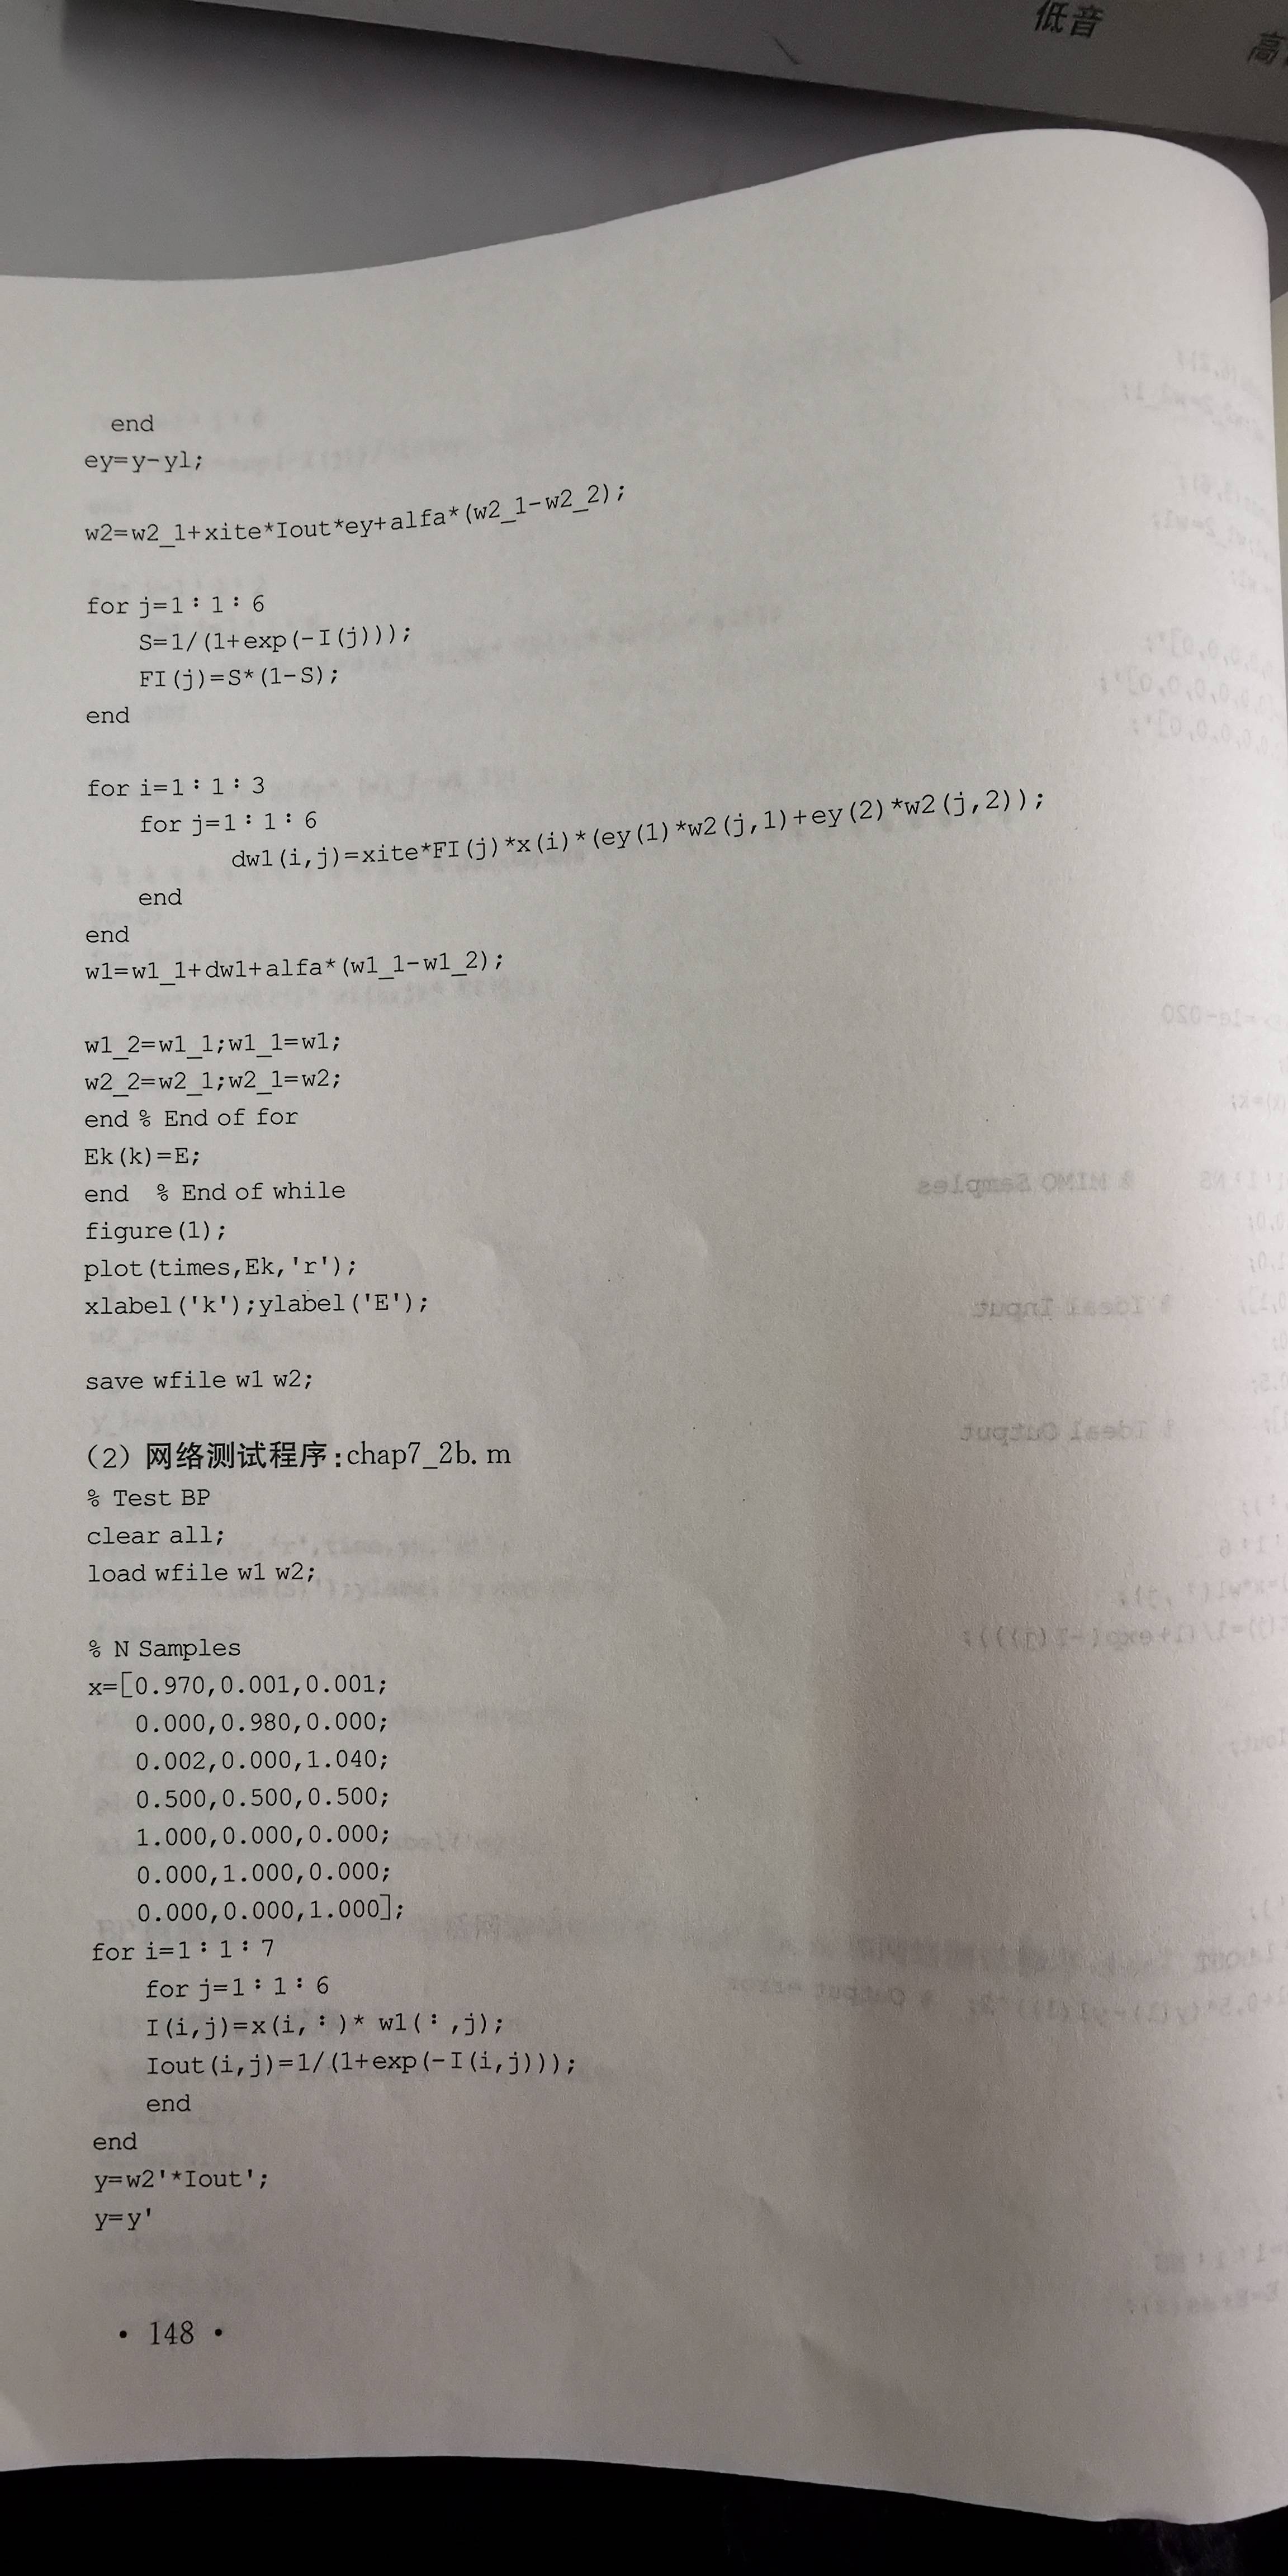 低音
高
end
ey=y-yl;
w2=w2_1+xite*Iout*ey+alfa*(w2_1-w2_2);
for j=1:1:6
S=1/(1+exp(-I(j)));
FI(j)=S*(1-S);
end
for i=1:1:3
for j=1:1:6
dw1(i,j)=xite*FI(j)*x(i)*(ey(1)*w2(j,1)+ey(2)*w2(j,2));
end
end
w1=w1_1+dw1+alfa*(w1_1-w1_2);
w1_2=w1_1;w1_1=w1;
w2_2=w2_1;w2_1=w2;
end % End of for
Ek(k)=E;
end % End of while
figure(1);
plot(times,Ek,'r');
xlabel('k');ylabel('E');
save wfile w1 w2;
(2) 网络测试程序:chap7_2b.m
% Test BP
clear all;
load wfile w1 w2;
% N Samples
x=[0.970,0.001,0.001;
0.000,0.980,0.000;
0.002,0.000,1.040;
0.500,0.500,0.500;
1.000,0.000,0.000;
0.000,1.000,0.000;
0.000,0.000,1.000];
for i=1:1:7
for j=1:1:6
I(i,j)=x(i,:)* w1(:,j);
Iout(i,j)=1/(1+exp(-I(i,j)));
end
end
y=w2'*Iout';
y=y'
• 148 •